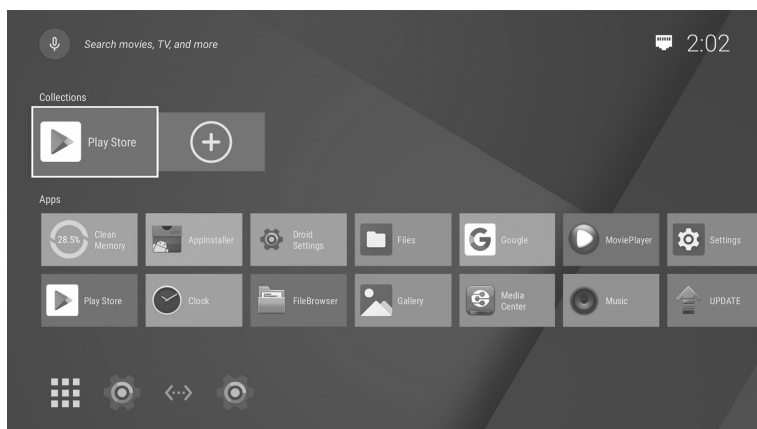 Search movies, TV, and more
2:02
Collections
Play Store
Apps
28.5%
Clean
Memory
AppInstaller
Droid
Settings
Files
Google
MoviePlayer
Settings
Play Store
Clock
FileBrowser
Gallery
Media
Center
Music
UPDATE